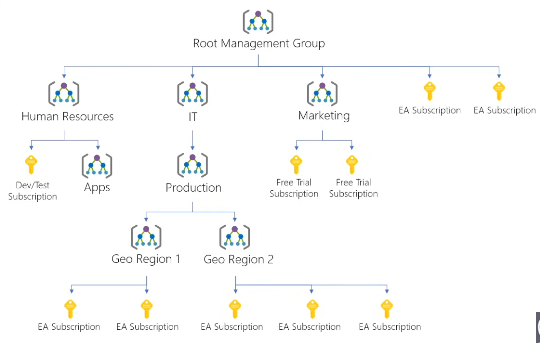 Root Management Group
Human Resources
IT
Marketing
EA Subscription
EA Subscription
Dev/Test
Subscription
Apps
Production
Free Trial
Subscription
Free Trial
Subscription
Geo Region 1
Geo Region 2
EA Subscription
EA Subscription
EA Subscription
EA Subscription
EA Subscription